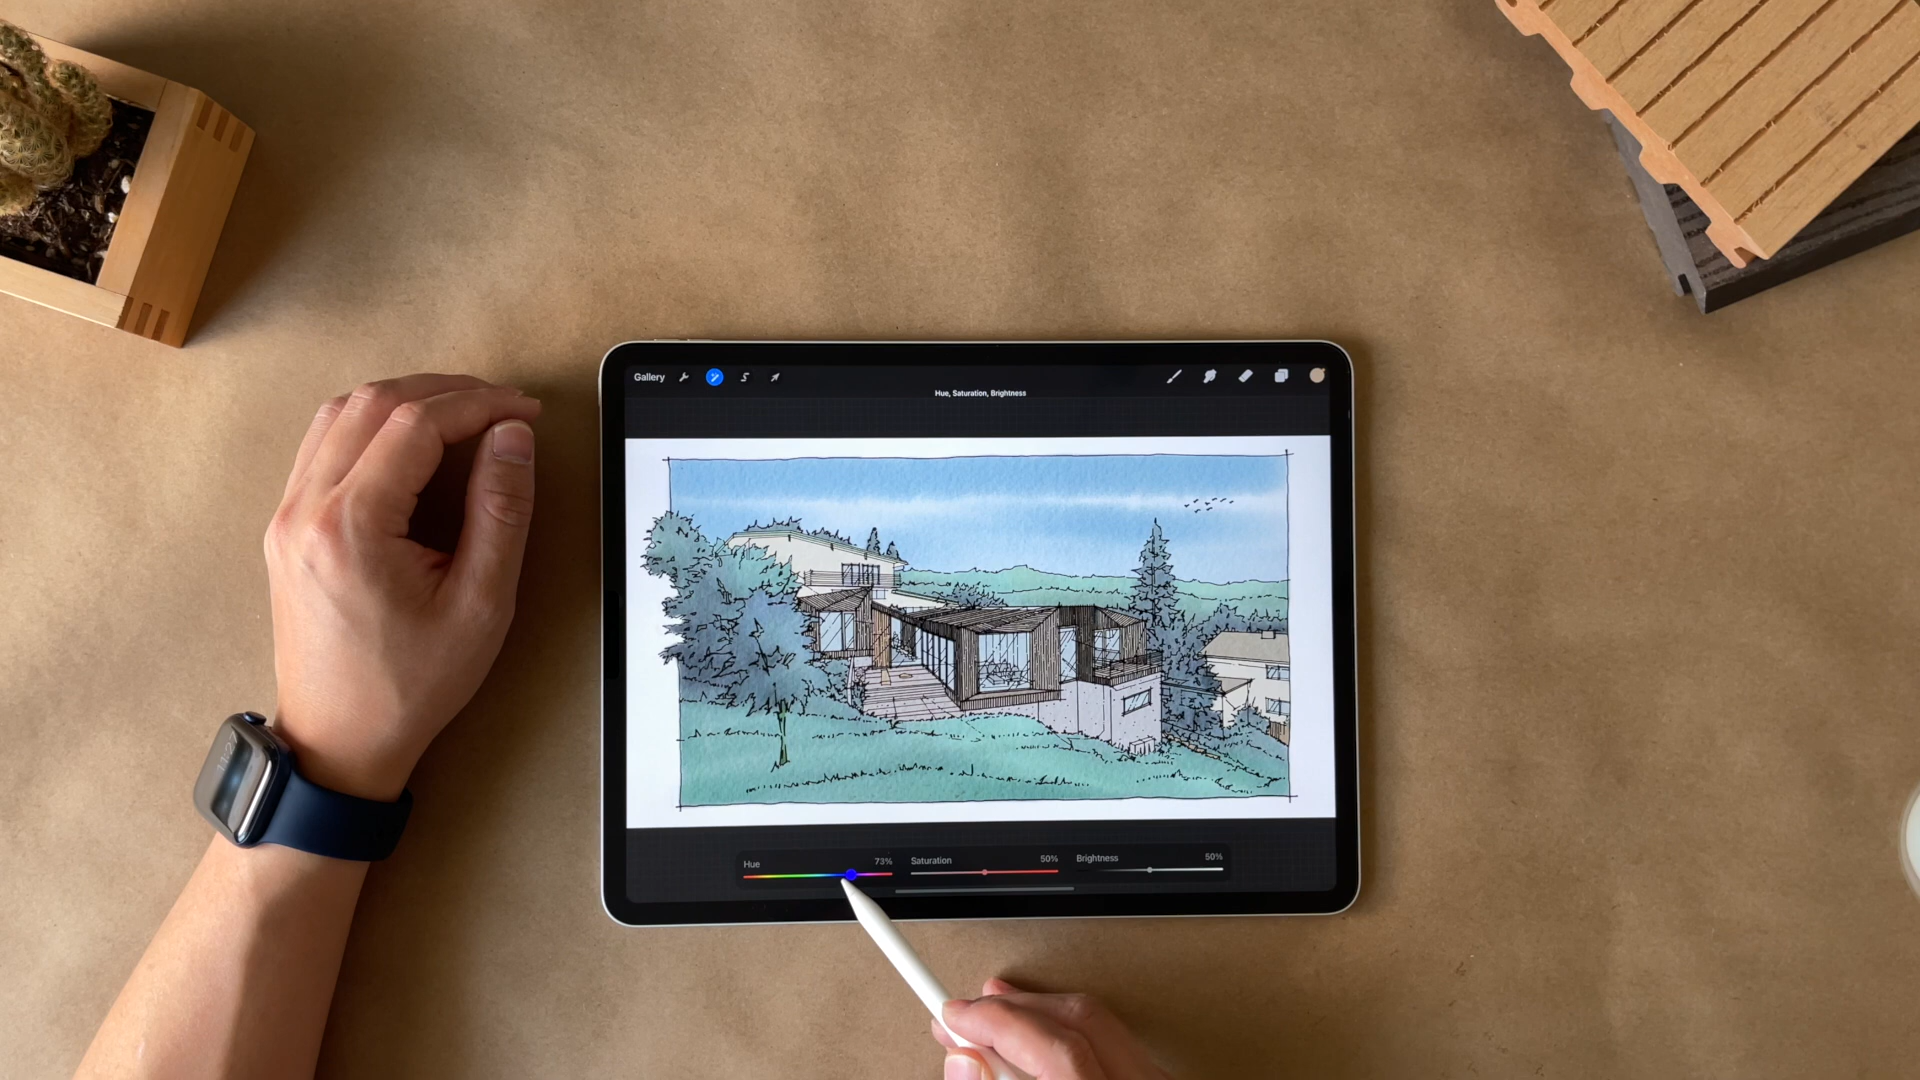 Gallery
Hue, Saturation, Brightness
Hue 73% Saturation 50% Brightness 50%